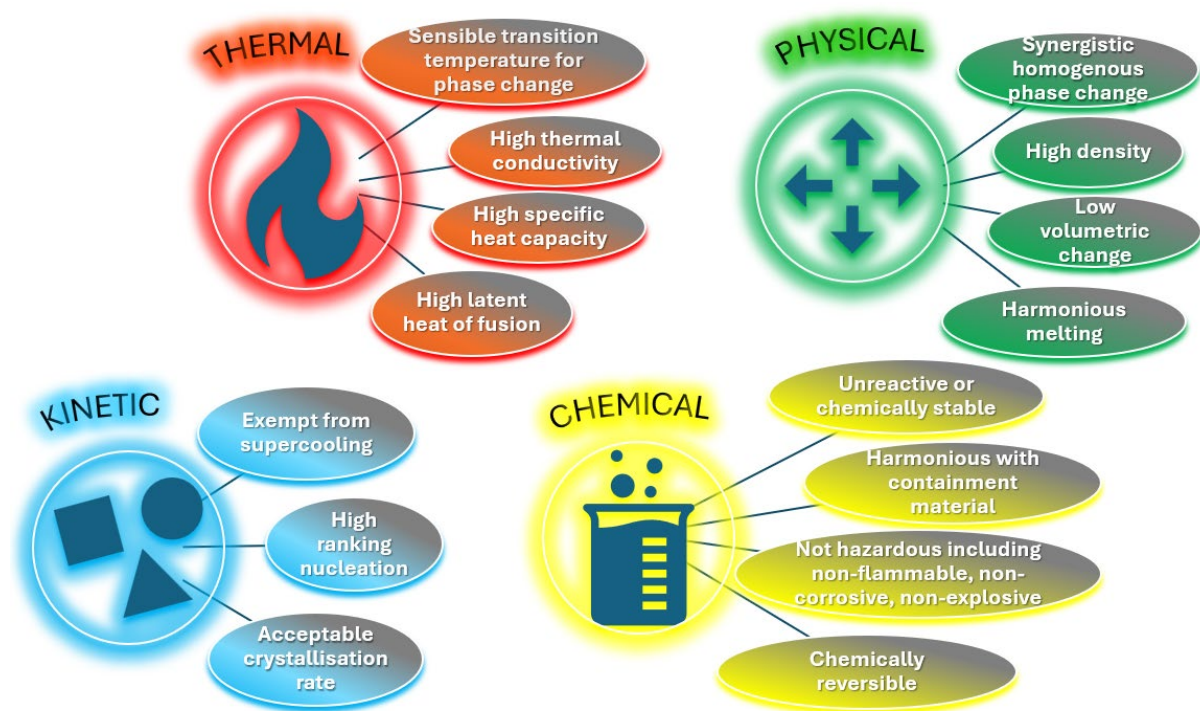 THERMAL
Sensible transition
temperature for
phase change
High thermal
conductivity
High specific
heat capacity
High latent
heat of fusion
PHYSICAL
Synergistic
homogenous
phase change
High density
Low
volumetric
change
Harmonious
melting
KINETIC
Exempt from
supercooling
High
ranking
nucleation
Acceptable
crystallisation
rate
CHEMICAL
Unreactive or
chemically stable
Harmonious with
containment
material
Not hazardous including
non-flammable, non-
corrosive, non-explosive
Chemically
reversible